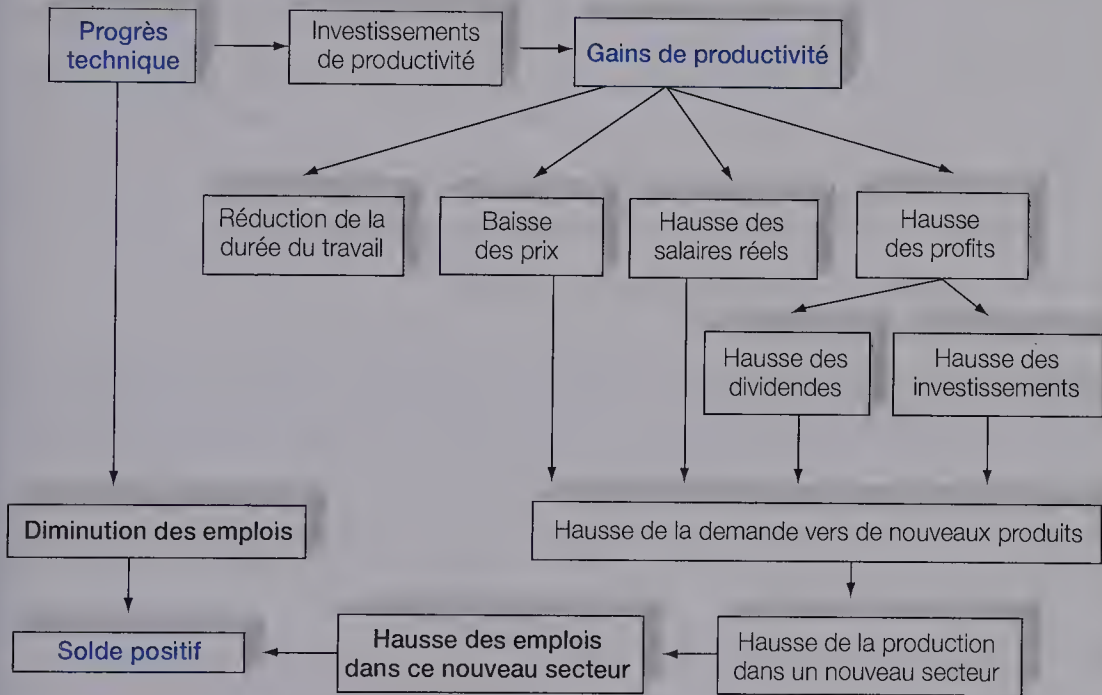 Progrès
technique
Investissements
de productivité
Gains de productivité
Réduction de la
durée du travail
Baisse
des prix
Hausse des
salaires réels
Hausse
des profits
Hausse des
dividendes
Hausse des
investissements
Diminution des emplois
Hausse de la demande vers de nouveaux produits
Solde positif
Hausse des emplois
dans ce nouveau secteur
Hausse de la production
dans un nouveau secteur